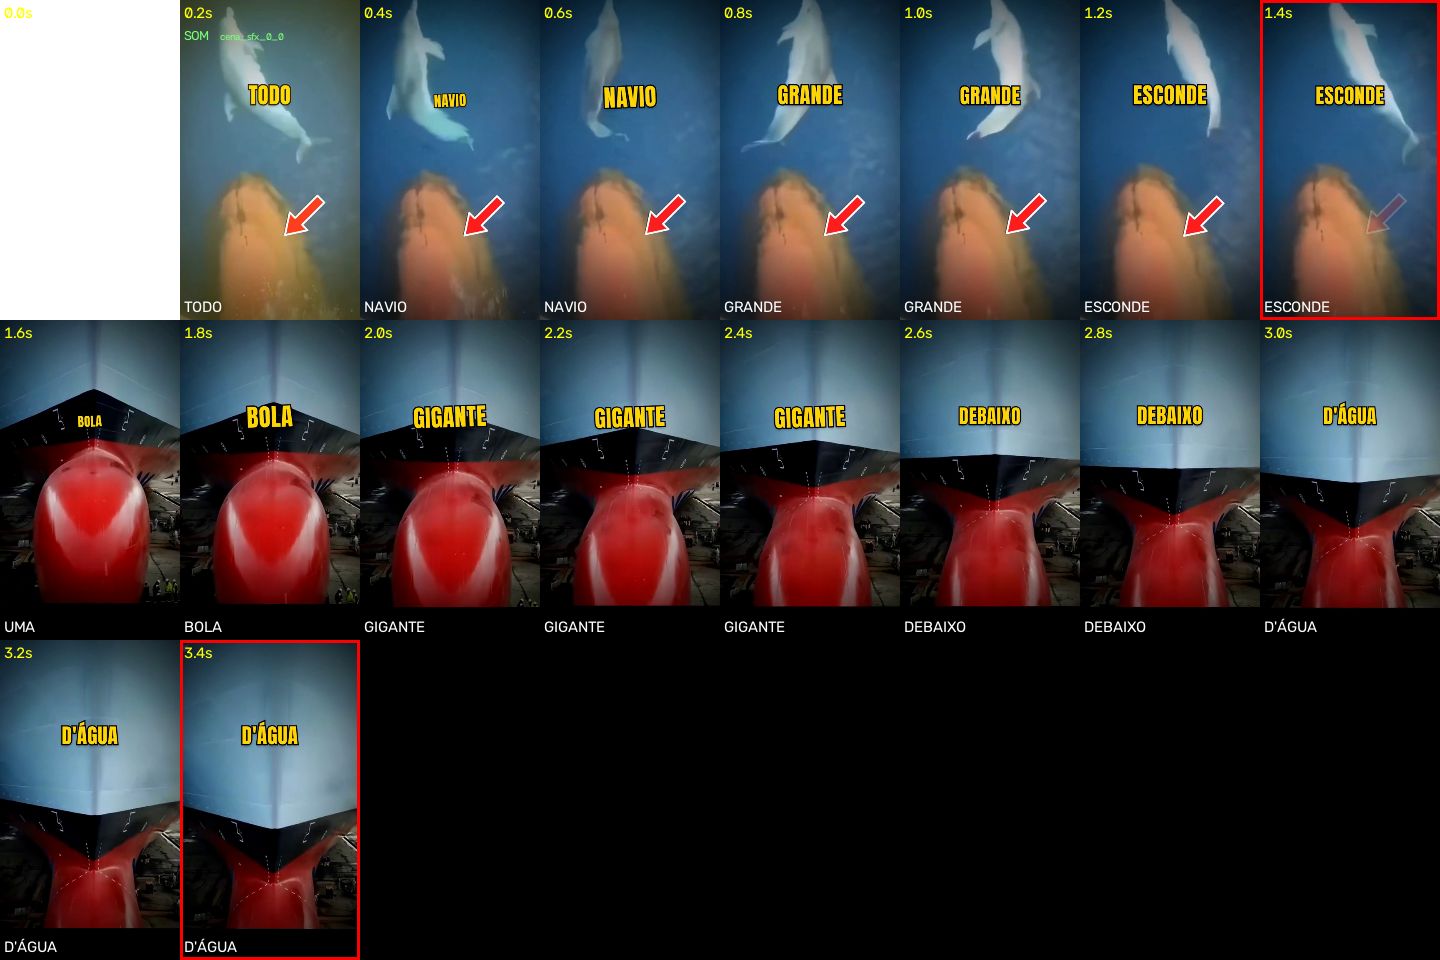 0.0s
0.2s
SOM cena_sfx_0_0
TODO
TODO
0.4s
NAVIO
NAVIO
0.6s
NAVIO
NAVIO
0.8s
GRANDE
GRANDE
1.0s
GRANDE
GRANDE
1.2s
ESCONDE
ESCONDE
1.4s
ESCONDE
ESCONDE
1.6s
BOLA
UMA
1.8s
BOLA
BOLA
2.0s
GIGANTE
GIGANTE
2.2s
GIGANTE
GIGANTE
2.4s
GIGANTE
GIGANTE
2.6s
DEBAIXO
DEBAIXO
2.8s
DEBAIXO
DEBAIXO
3.0s
D'ÁGUA
D'ÁGUA
3.2s
D'ÁGUA
D'ÁGUA
3.4s
D'ÁGUA
D'ÁGUA